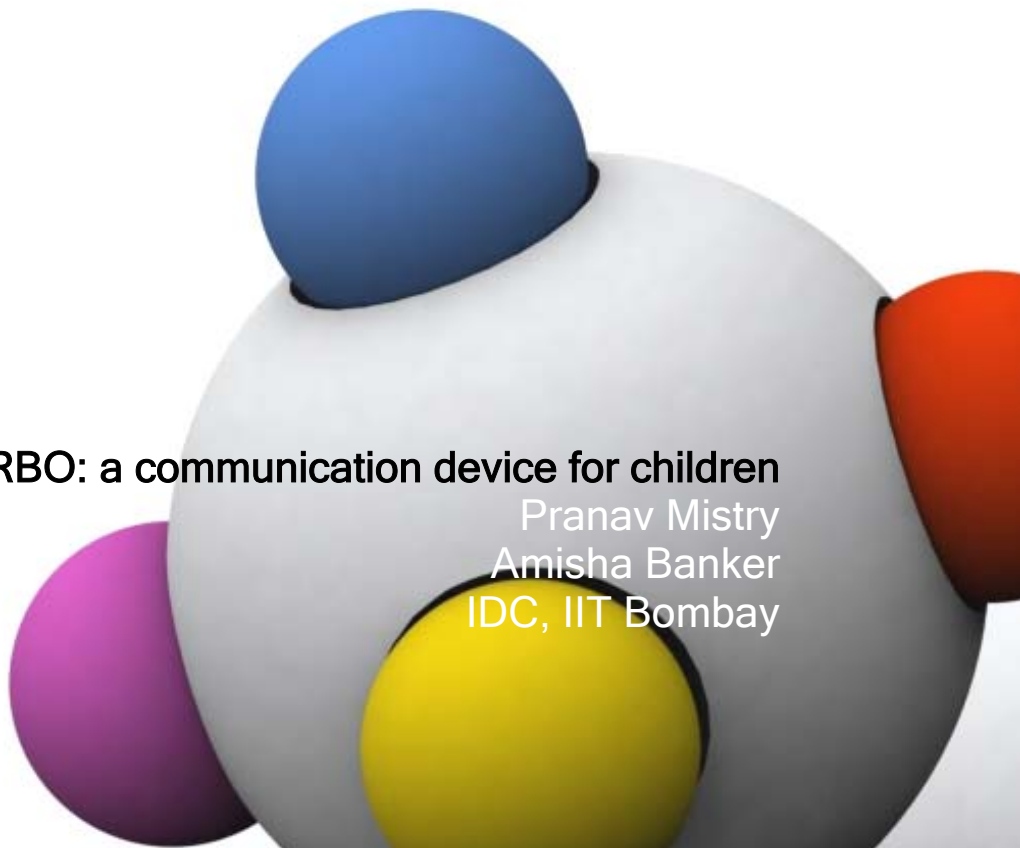 RBO: a communication device for children
Pranav Mistry
Amisha Banker
IDC, IIT Bombay